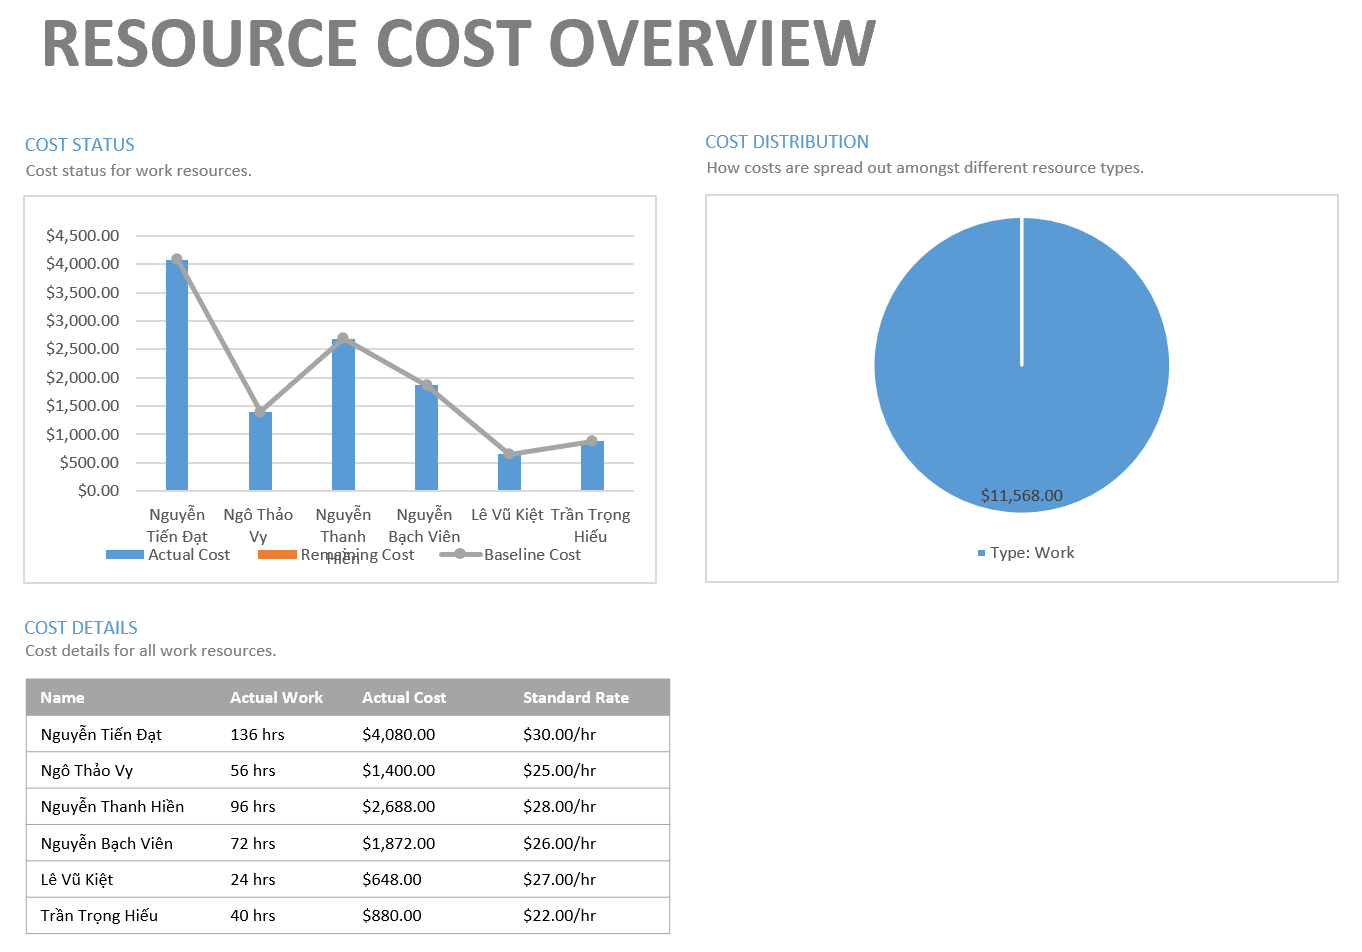 RESOURCE COST OVERVIEW
COST STATUS
Cost status for work resources.
$4,500.00
$4,000.00
$3,500.00
$3,000.00
$2,500.00
$2,000.00
$1,500.00
$1,000.00
$500.00
$0.00
Nguyễn Tiến Đạt
Ngô Thảo Vy
Nguyễn Thanh Hiền
Nguyễn Bạch Viên
Lê Vũ Kiệt
Trần Trọng Hiếu
Actual Cost Remaining Cost Baseline Cost
COST DISTRIBUTION
How costs are spread out amongst different resource types.
$11,568.00
Type: Work
COST DETAILS
Cost details for all work resources.
Name Actual Work Actual Cost Standard Rate
Nguyễn Tiến Đạt 136 hrs $4,080.00 $30.00/hr
Ngô Thảo Vy 56 hrs $1,400.00 $25.00/hr
Nguyễn Thanh Hiền 96 hrs $2,688.00 $28.00/hr
Nguyễn Bạch Viên 72 hrs $1,872.00 $26.00/hr
Lê Vũ Kiệt 24 hrs $648.00 $27.00/hr
Trần Trọng Hiếu 40 hrs $880.00 $22.00/hr